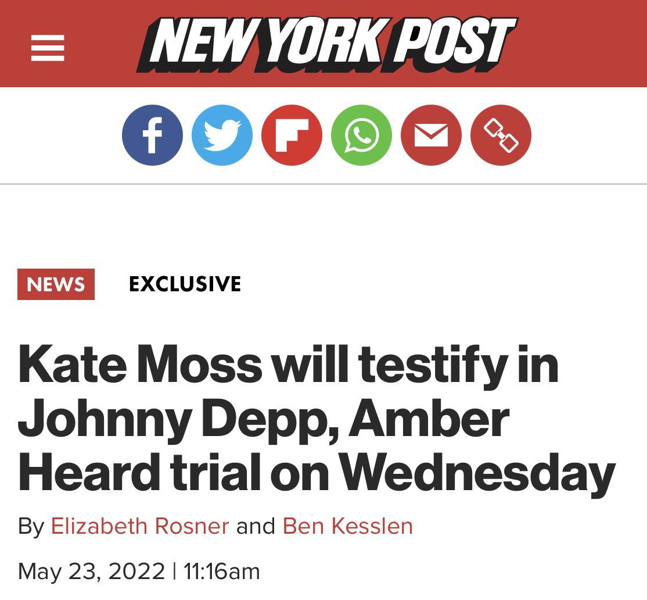 NEW YORK POST
NEWS EXCLUSIVE
Kate Moss will testify in
Johnny Depp, Amber
Heard trial on Wednesday
By Elizabeth Rosner and Ben Kesslen
May 23, 2022 | 11:16am